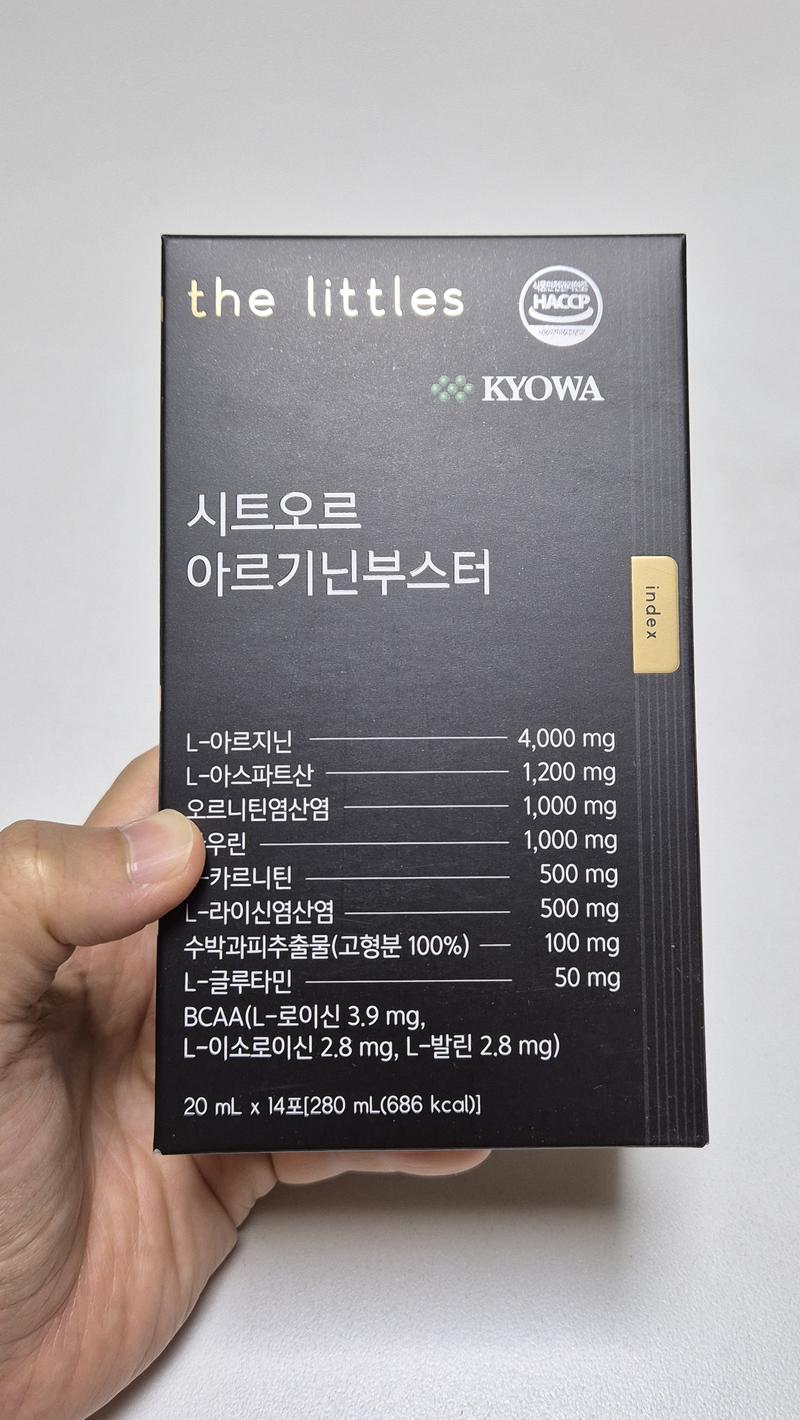 the littles
HACCP
KYOWA
시트오르
아르기닌부스터
index
L-아르지닌 4,000 mg
L-아스파트산 1,200 mg
오르니틴염산염 1,000 mg
우린 1,000 mg
-카르니틴 500 mg
L-라이신염산염 500 mg
수박과피추출물(고형분 100%) 100 mg
L-글루타민 50 mg
BCAA(L-로이신 3.9 mg,
L-이소로이신 2.8 mg, L-발린 2.8 mg)
20 mL x 14포[280 mL(686 kcal)]